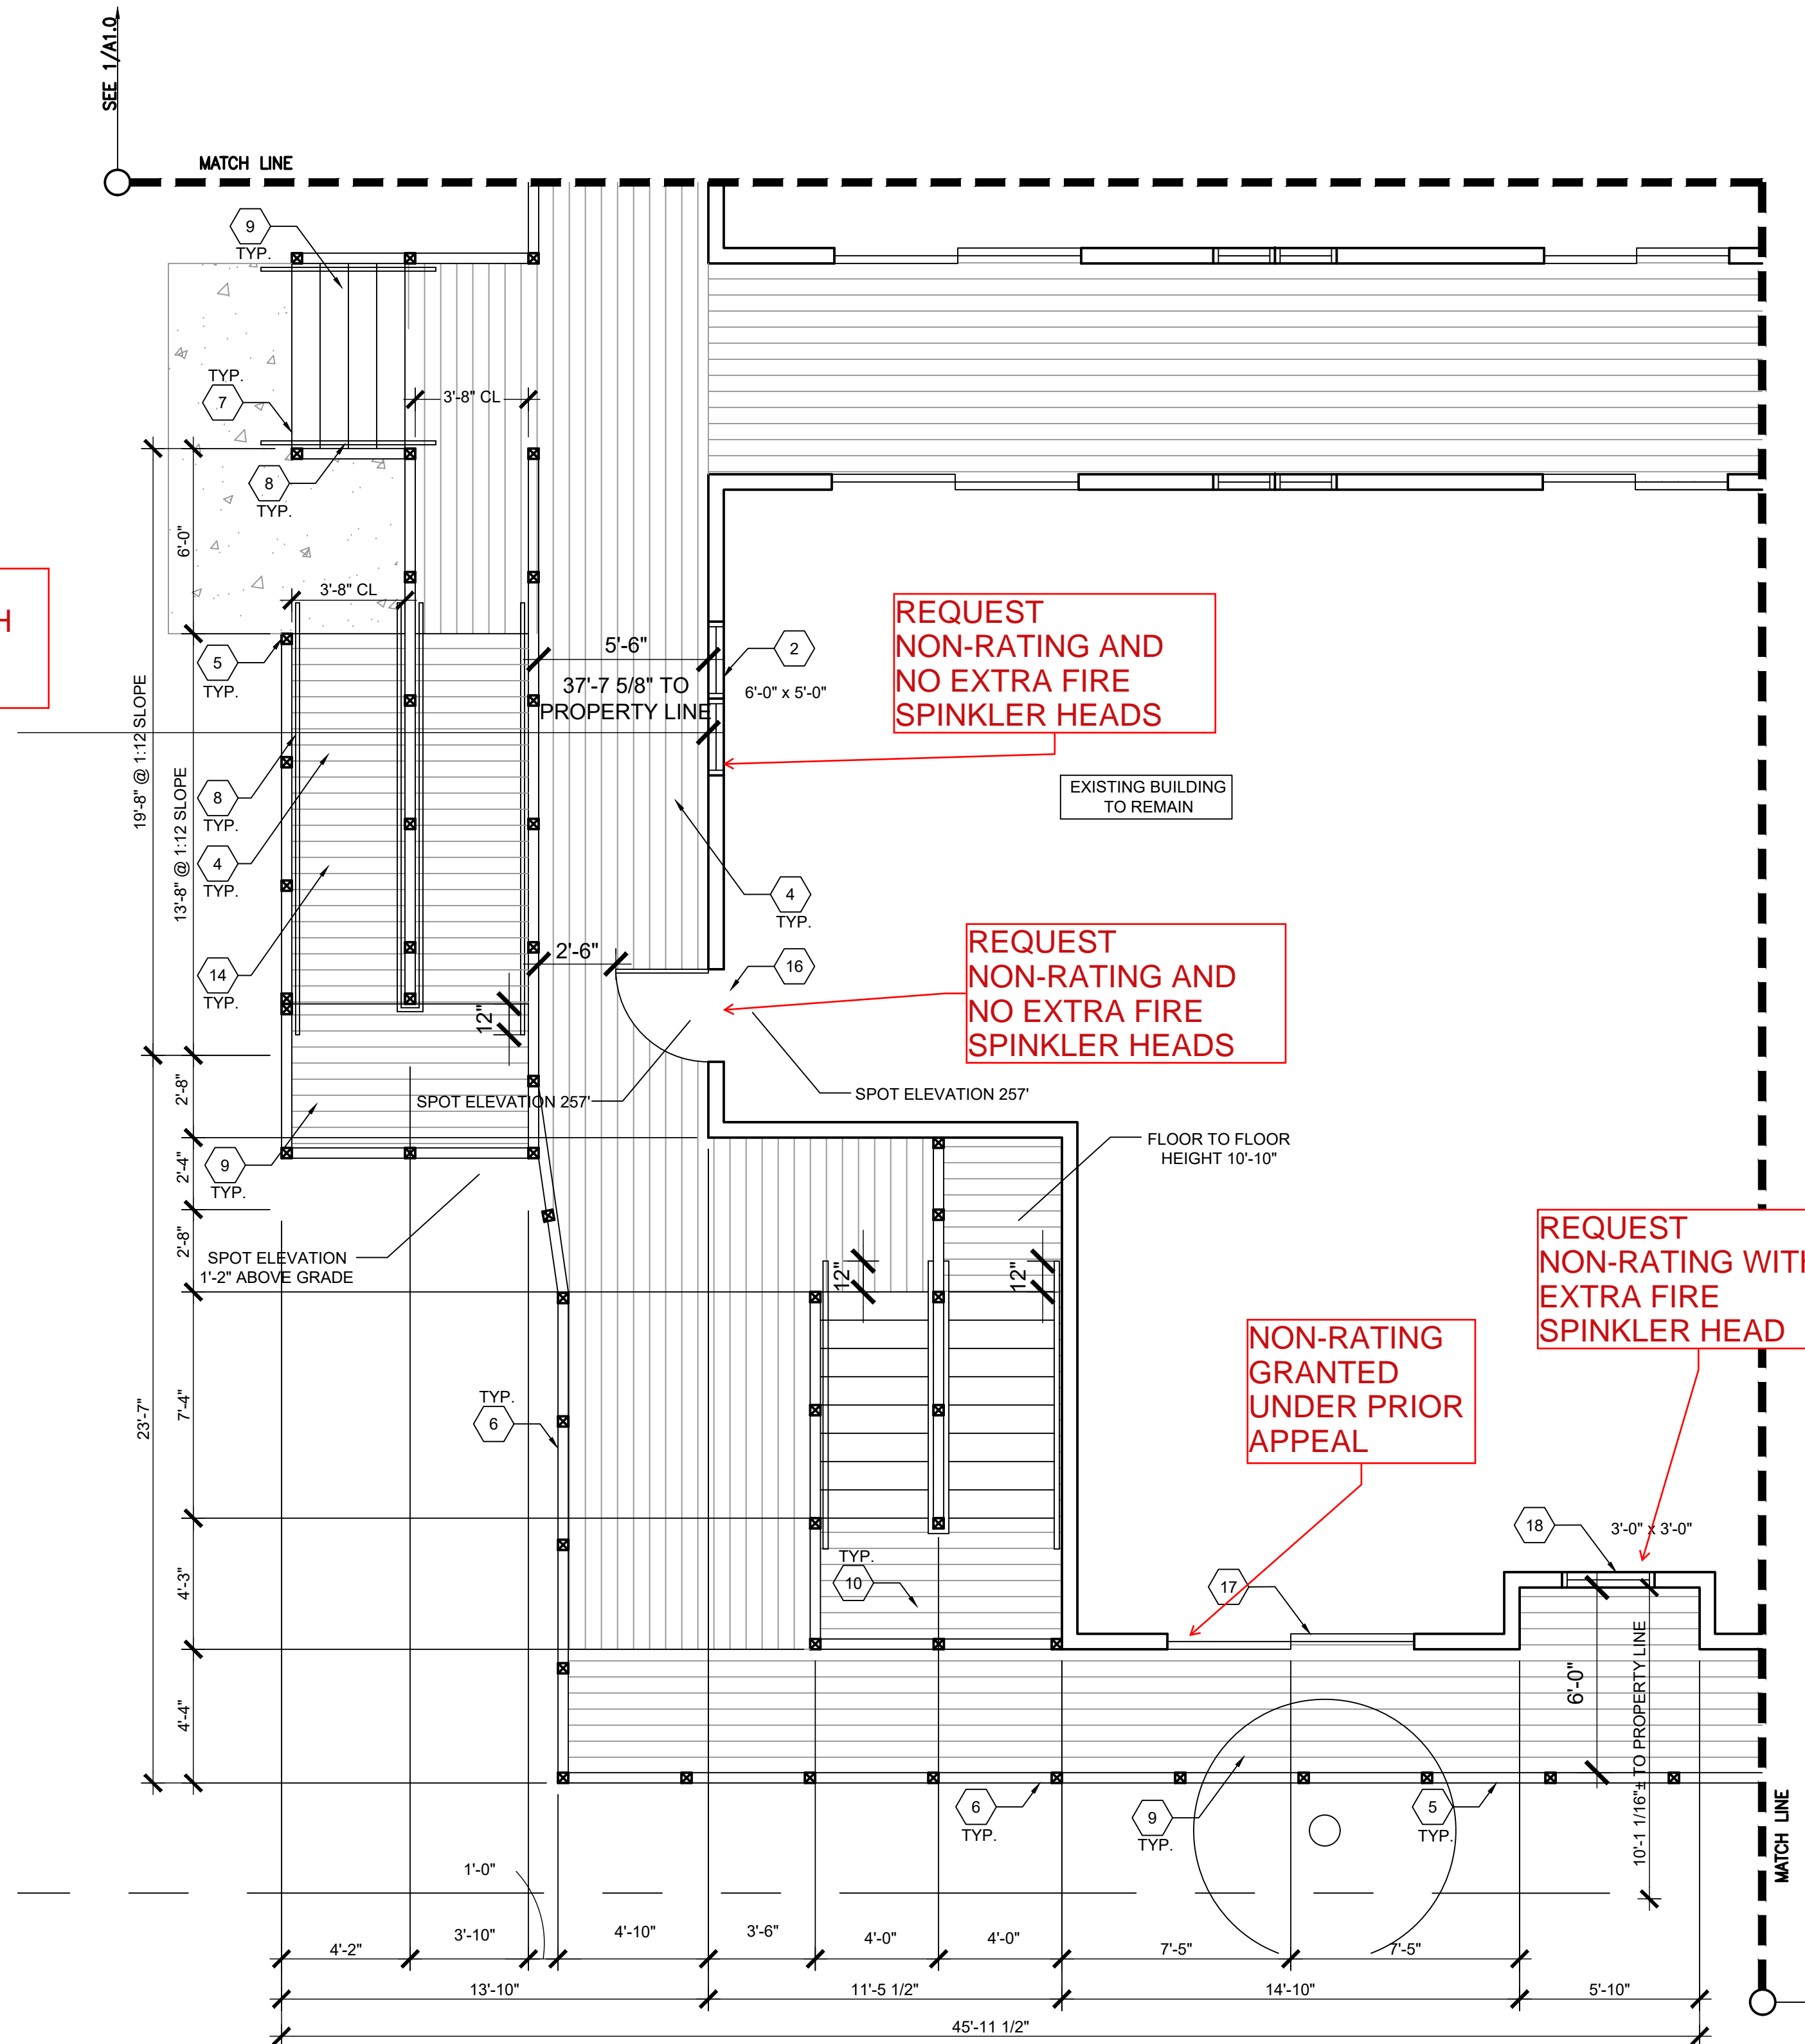 SEE 1/A1.0
MATCH LINE
9
TYP.
TYP.
7
3'-8" CL
8
TYP.
6'-0"
3'-8" CL
H
5
TYP.
5'-6"
37'-7 5/8" TO
PROPERTY LINE
2
6'-0" x 5'-0"
REQUEST
NON-RATING AND
NO EXTRA FIRE
SPINKLER HEADS
19'-8" @ 1:12 SLOPE
13'-8" @ 1:12 SLOPE
8
TYP.
4
TYP.
EXISTING BUILDING
TO REMAIN
4
TYP.
14
TYP.
2'-6"
16
REQUEST
NON-RATING AND
NO EXTRA FIRE
SPINKLER HEADS
12"
2'-8"
SPOT ELEVATION 257'
SPOT ELEVATION 257'
2'-4"
9
TYP.
FLOOR TO FLOOR
HEIGHT 10'-10"
2'-8"
SPOT ELEVATION
1'-2" ABOVE GRADE
12"
12"
REQUEST
NON-RATING WITH
EXTRA FIRE
SPINKLER HEAD
NON-RATING
GRANTED
UNDER PRIOR
APPEAL
23'-7"
7'-4"
TYP.
6
18
3'-0" x 3'-0"
4'-3"
TYP.
10
17
6'-0"
10'-1 1/16"± TO PROPERTY LINE
4'-4"
6
TYP.
9
TYP.
5
TYP.
MATCH LINE
1'-0"
4'-2"
3'-10"
4'-10"
3'-6"
4'-0"
4'-0"
7'-5"
7'-5"
13'-10"
11'-5 1/2"
14'-10"
5'-10"
45'-11 1/2"